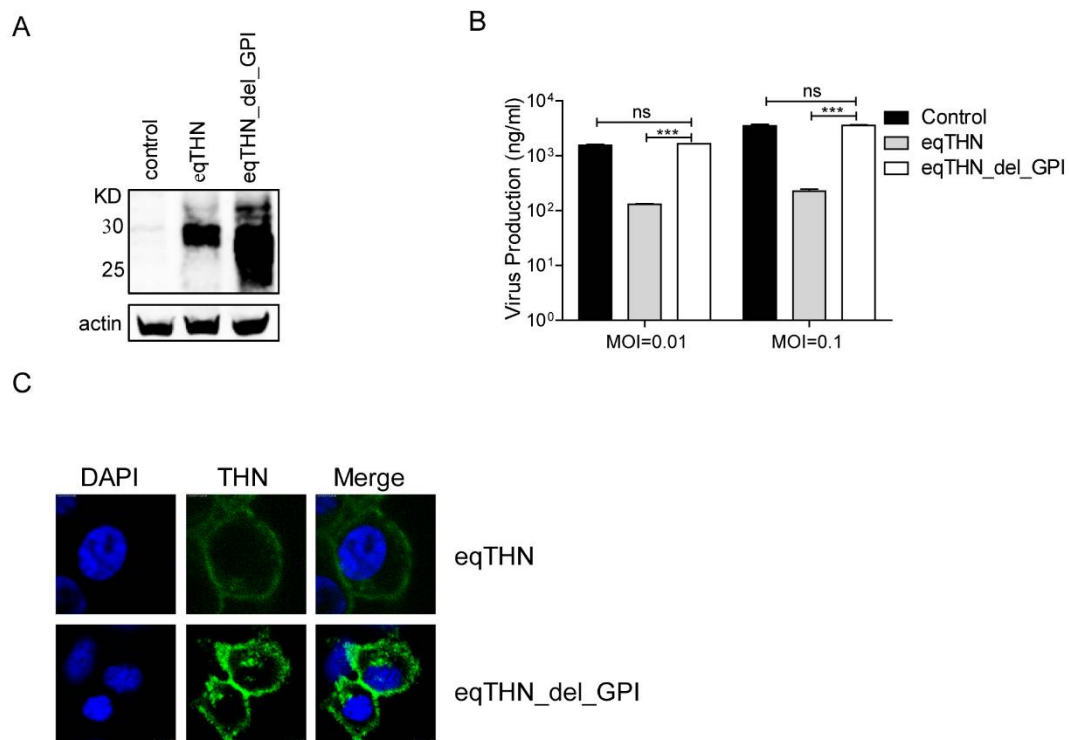 A
control
eqTHN
eqTHN_del_GPI
KD
30
25
actin
B
Virus Production (ng/ml)
10⁴
10³
10²
10¹
10⁰
ns
***
ns
***
MOI=0.01
MOI=0.1
Control
eqTHN
eqTHN_del_GPI
C
DAPI THN Merge
eqTHN
eqTHN_del_GPI